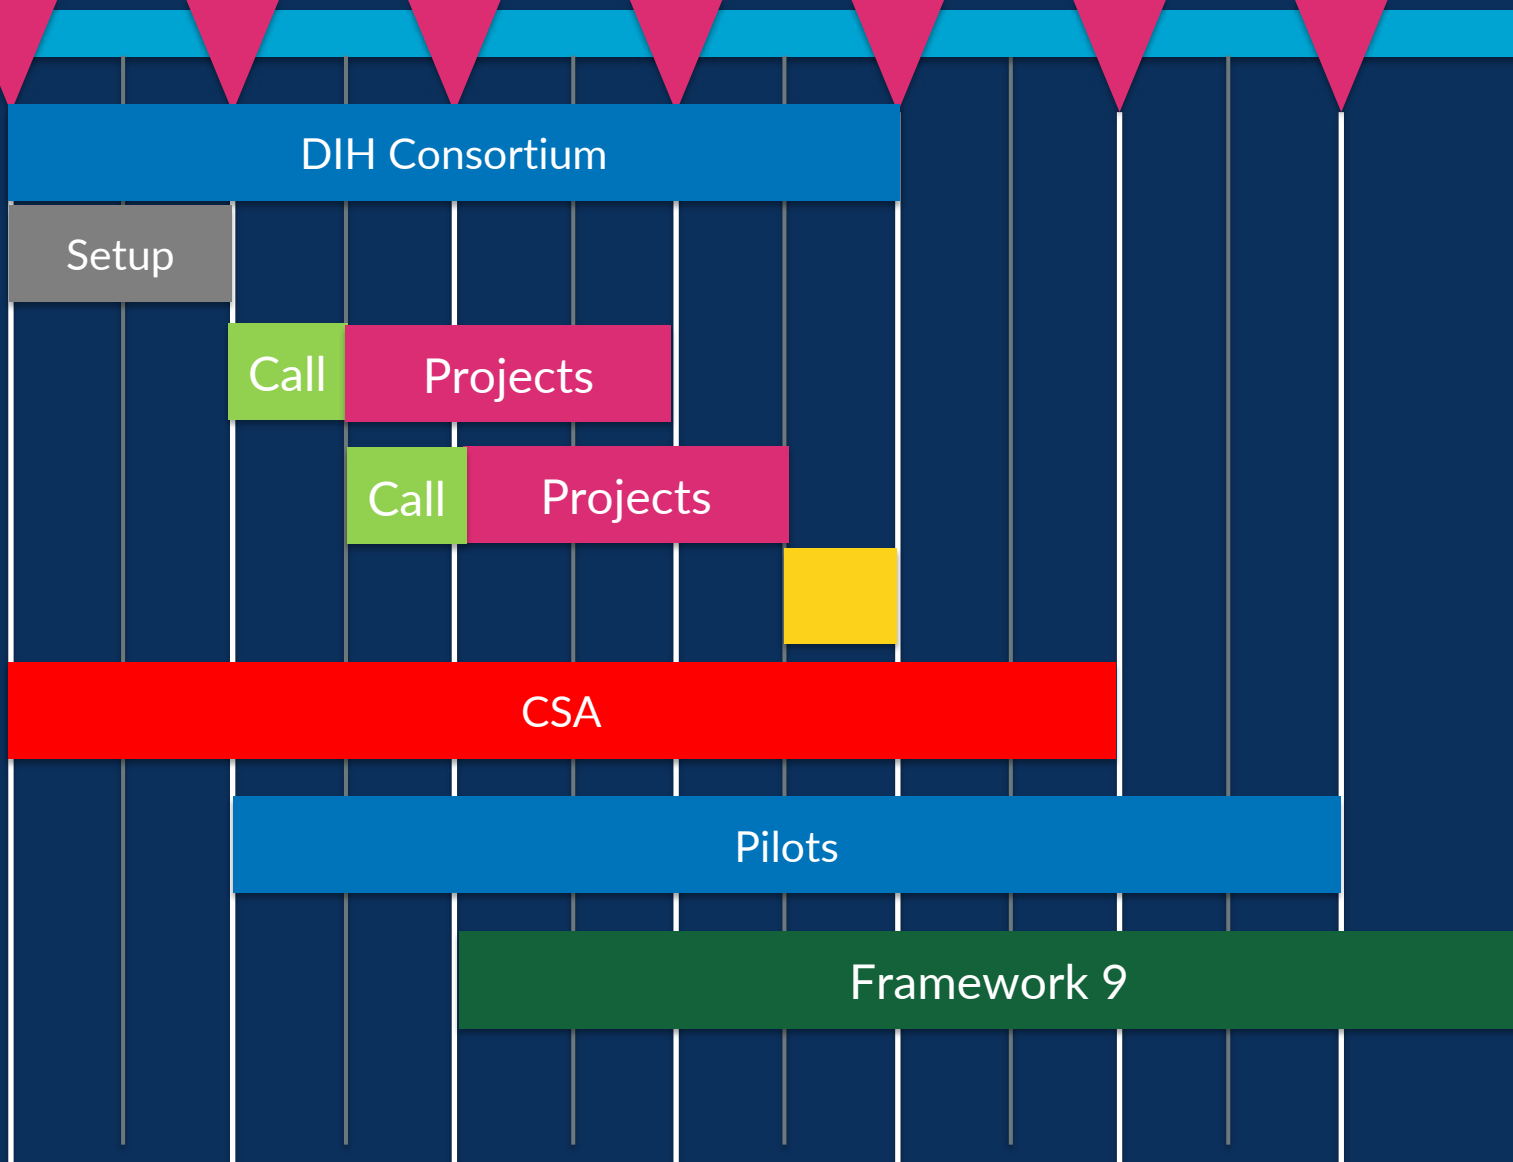 DIH Consortium
Setup
Call Projects
Call Projects
CSA
Pilots
Framework 9